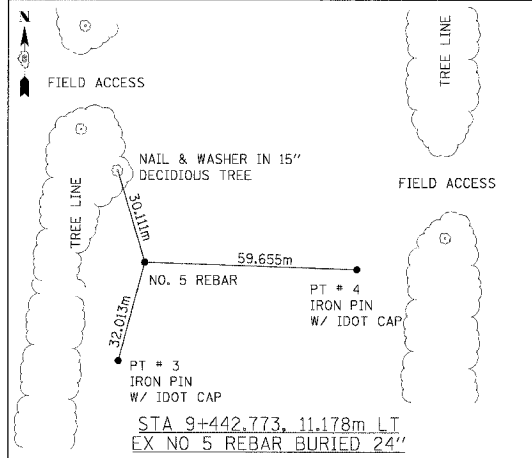 N
FIELD ACCESS
TREE LINE
NAIL & WASHER IN 15"
DECIDIOUS TREE
FIELD ACCESS
TREE LINE
30.111m
59.655m
NO. 5 REBAR
PT # 4
IRON PIN
W/ IDOT CAP
32.013m
PT # 3
IRON PIN
W/ IDOT CAP
STA 9+442.773, 11.178m LT
EX NO 5 REBAR BURIED 24"